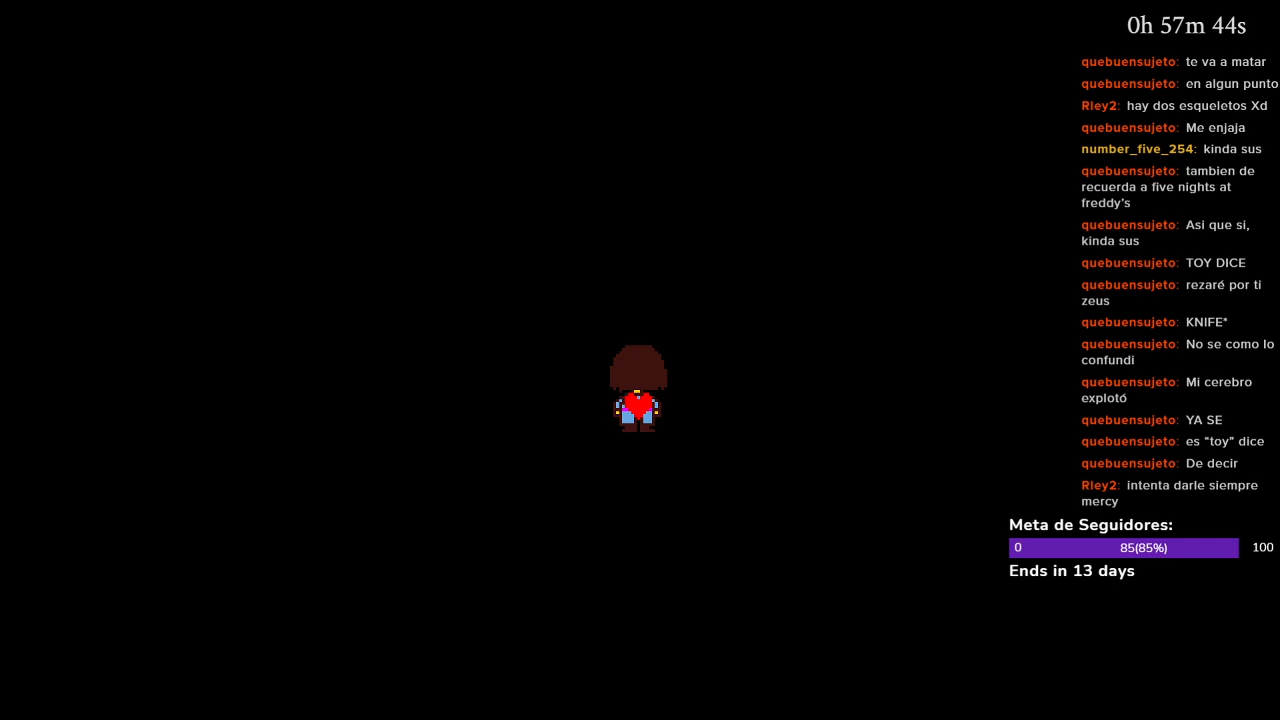 0h 57m 44s
quebuensujeto: te va a matar
quebuensujeto: en algun punto
Rley2: hay dos esqueletos Xd
quebuensujeto: Me enjaja
number_five_254: kinda sus
quebuensujeto: tambien de
recuerda a five nights at
freddy's
quebuensujeto: Asi que si,
kinda sus
quebuensujeto: TOY DICE
quebuensujeto: rezaré por ti
zeus
quebuensujeto: KNIFE*
quebuensujeto: No se como lo
confundi
quebuensujeto: Mi cerebro
explotó
quebuensujeto: YA SE
quebuensujeto: es "toy" dice
quebuensujeto: De decir
Rley2: intenta darle siempre
mercy
Meta de Seguidores:
0 85(85%) 100
Ends in 13 days